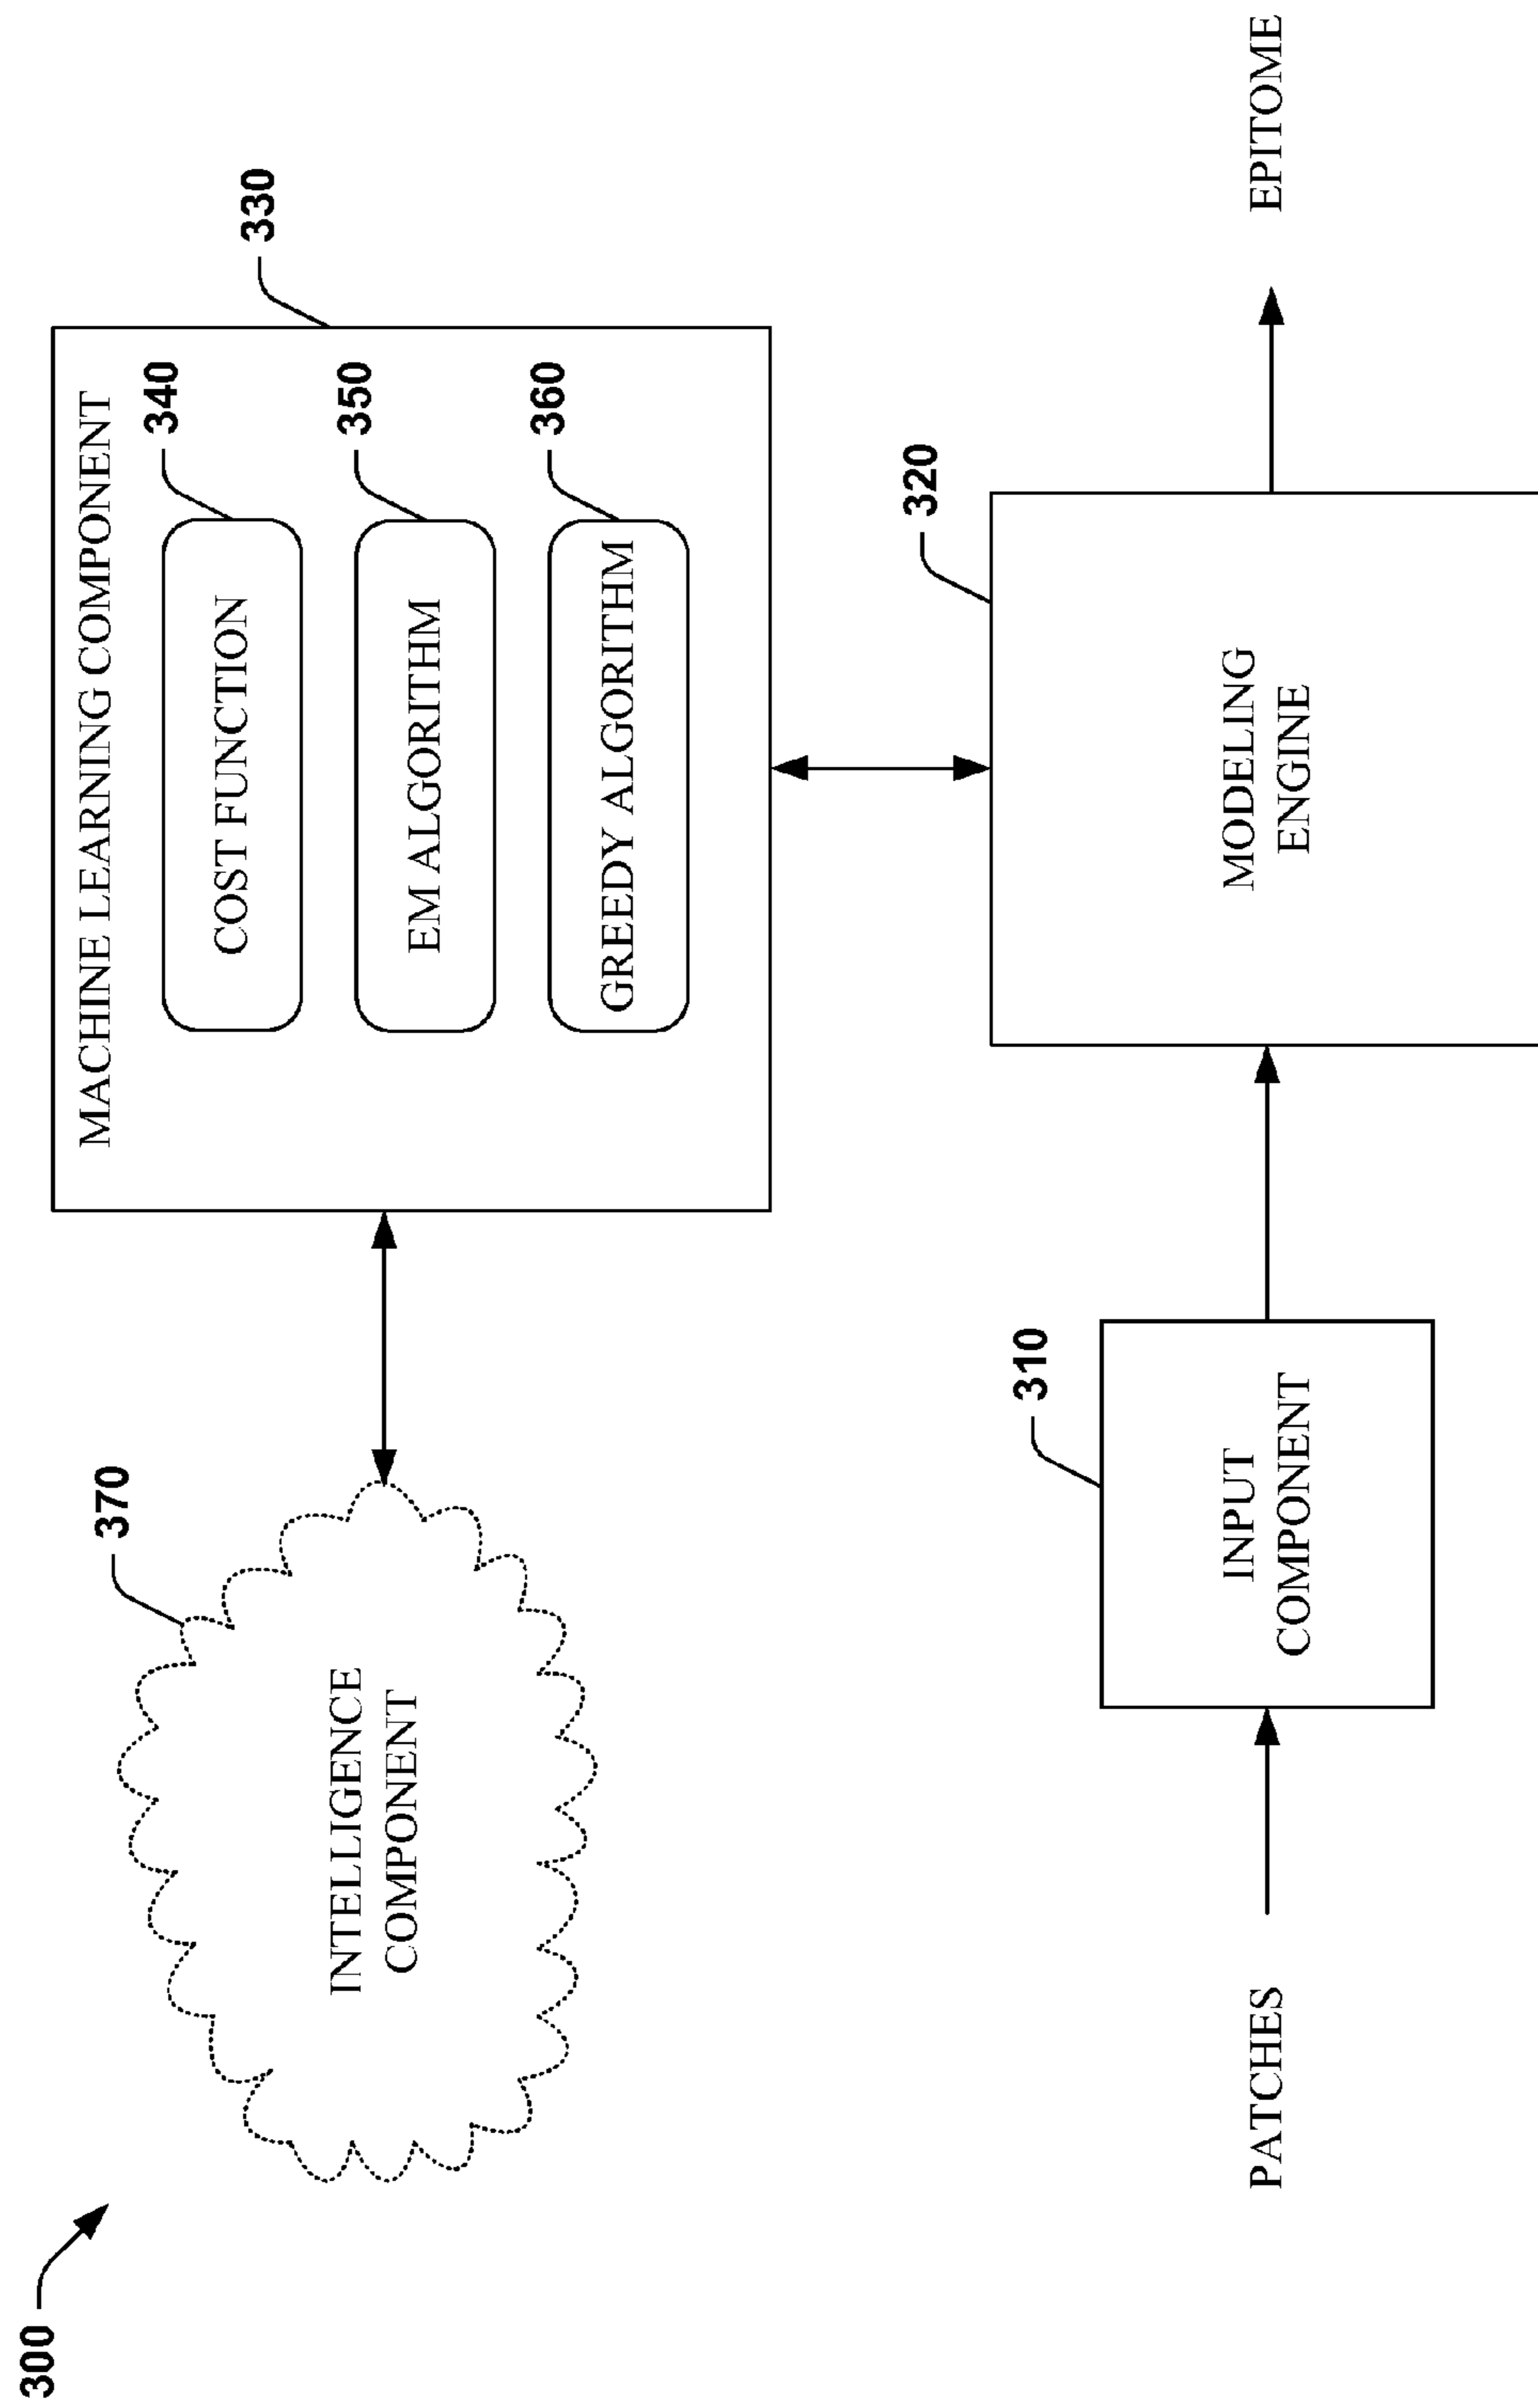 300
370
INTELLIGENCE
COMPONENT
330
MACHINE LEARNING COMPONENT
340
COST FUNCTION
350
EM ALGORITHM
360
GREEDY ALGORITHM
PATCHES
310
INPUT
COMPONENT
320
MODELING
ENGINE
EPITOME